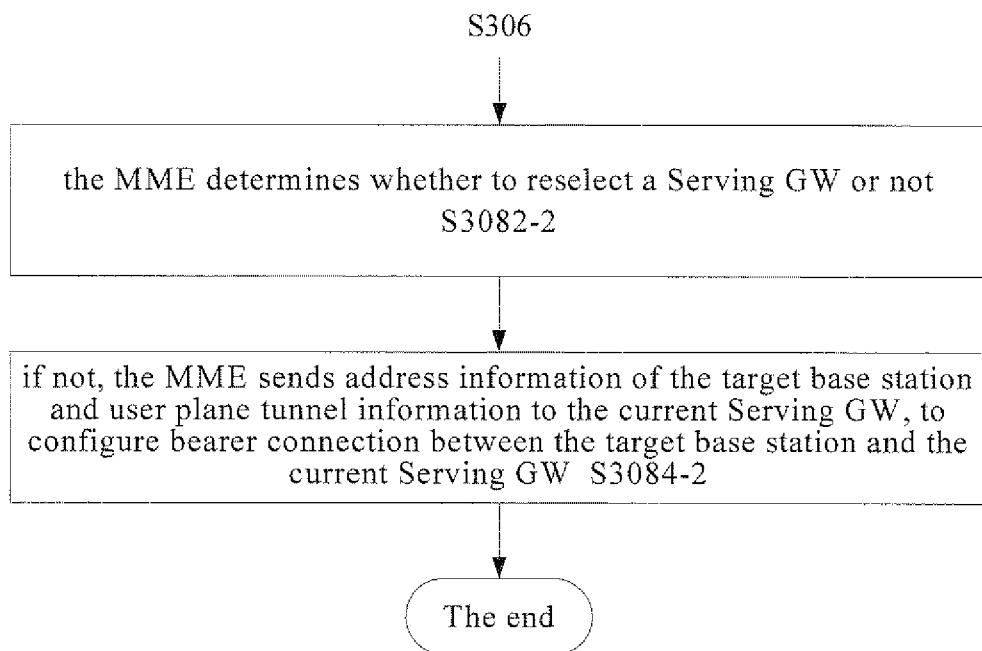 S306
the MME determines whether to reselect a Serving GW or not
S3082-2
if not, the MME sends address information of the target base station
and user plane tunnel information to the current Serving GW, to
configure bearer connection between the target base station and the
current Serving GW S3084-2
The end